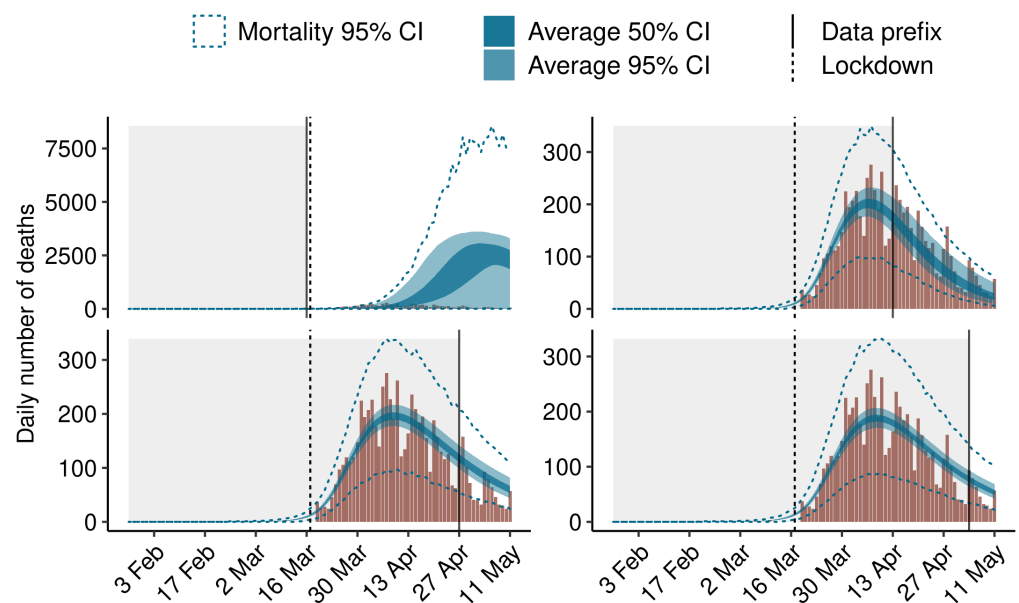 Mortality 95% CI
Average 50% CI
Average 95% CI
Data prefix
Lockdown
Daily number of deaths
7500
5000
2500
0
300
200
100
0
300
200
100
0
300
200
100
0
3 Feb
17 Feb
2 Mar
16 Mar
30 Mar
13 Apr
27 Apr
11 May
3 Feb
17 Feb
2 Mar
16 Mar
30 Mar
13 Apr
27 Apr
11 May